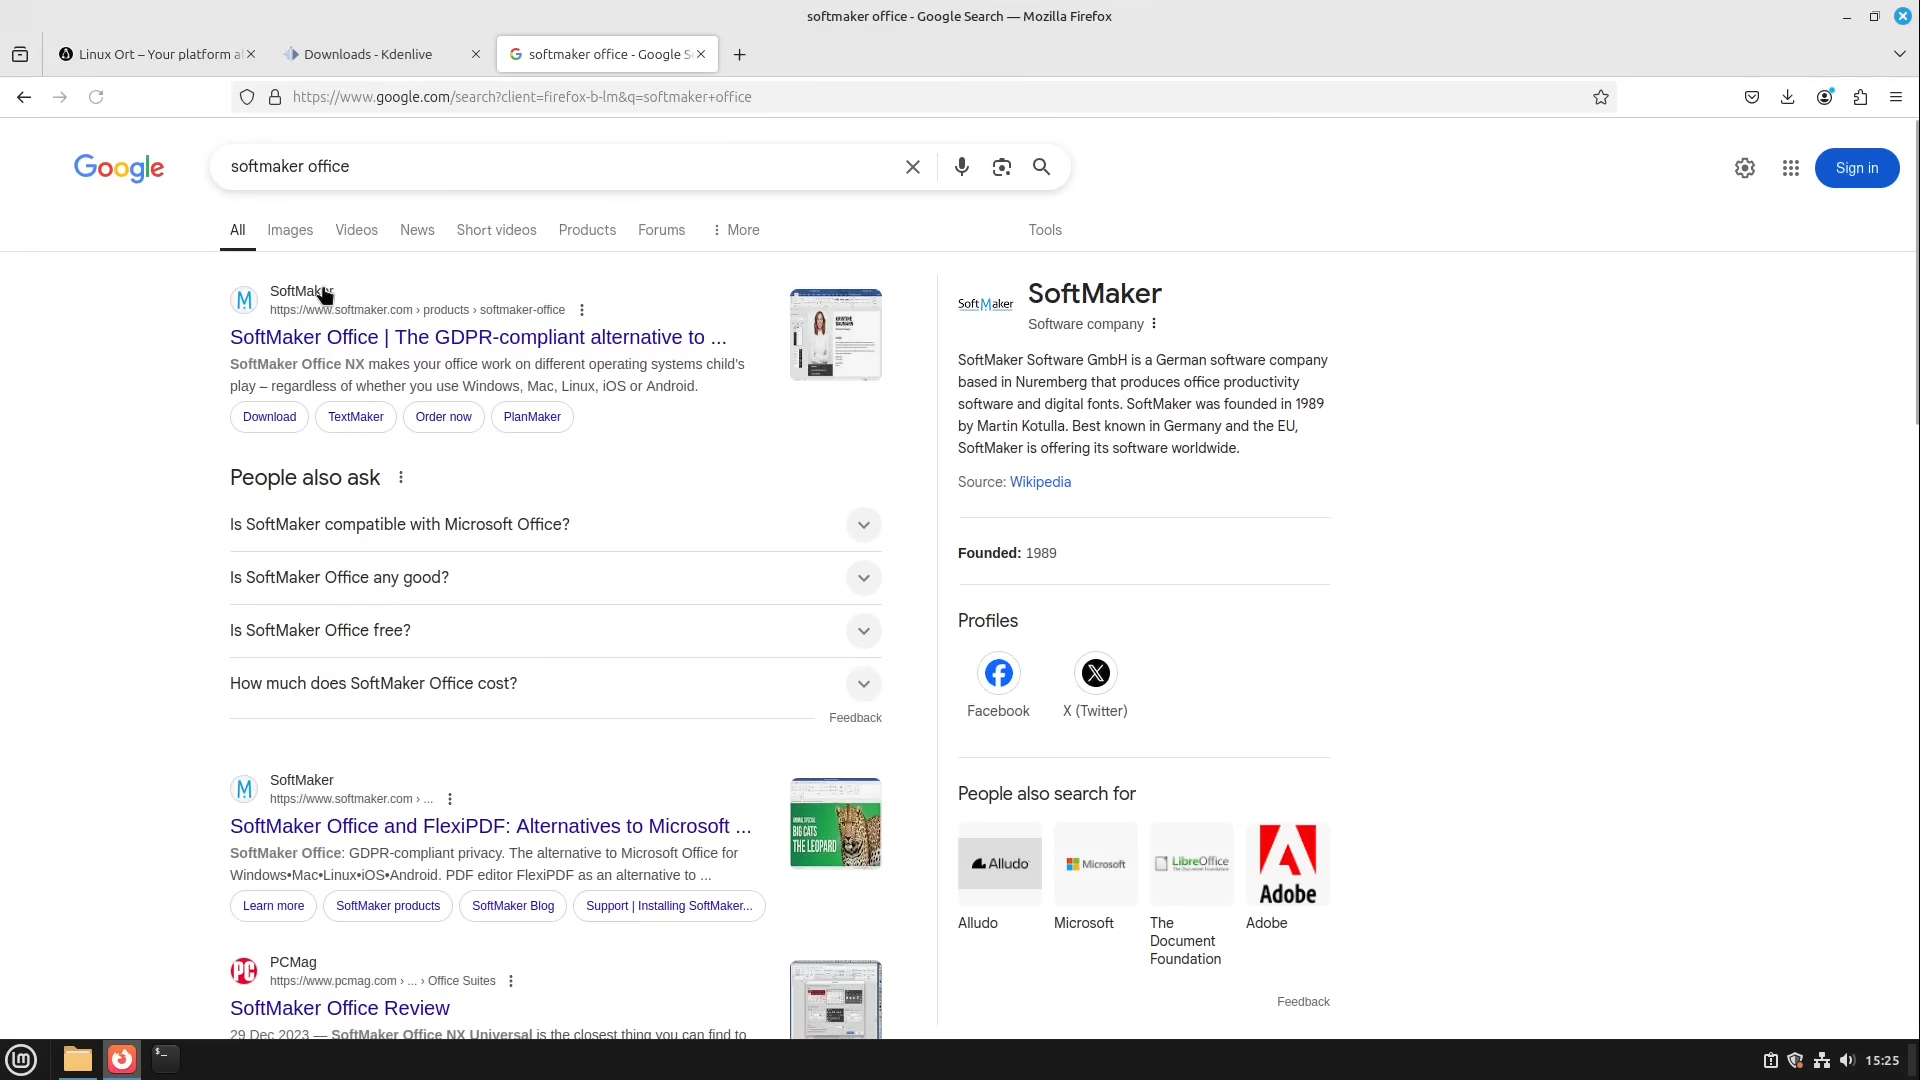 softmaker office - Google Search — Mozilla Firefox
Linux Ort – Your platform a
Downloads - Kdenlive
softmaker office - Google S
https://www.google.com/search?client=firefox-b-lm&q=softmaker+office
Google
softmaker office
Sign in
All
Images
Videos
News
Short videos
Products
Forums
More
Tools
SoftMaker
https://www.softmaker.com › products › softmaker-office
SoftMaker Office | The GDPR-compliant alternative to ...
SoftMaker Office NX makes your office work on different operating systems child's
play – regardless of whether you use Windows, Mac, Linux, iOS or Android.
Download
TextMaker
Order now
PlanMaker
People also ask
Is SoftMaker compatible with Microsoft Office?
Is SoftMaker Office any good?
Is SoftMaker Office free?
How much does SoftMaker Office cost?
Feedback
SoftMaker
https://www.softmaker.com › ...
SoftMaker Office and FlexiPDF: Alternatives to Microsoft ...
SoftMaker Office: GDPR-compliant privacy. The alternative to Microsoft Office for
Windows•Mac•Linux•iOS•Android. PDF editor FlexiPDF as an alternative to ...
BIG CATS
THE LEOPARD
Learn more
SoftMaker products
SoftMaker Blog
Support | Installing SoftMaker...
PC
PCMag
https://www.pcmag.com › ... › Office Suites
SoftMaker Office Review
29 Dec 2023 — SoftMaker Office NX Universal is the closest thing you can find to
SoftMaker
SoftMaker
Software company
SoftMaker Software GmbH is a German software company
based in Nuremberg that produces office productivity
software and digital fonts. SoftMaker was founded in 1989
by Martin Kotulla. Best known in Germany and the EU,
SoftMaker is offering its software worldwide.
Source: Wikipedia
Founded: 1989
Profiles
Facebook
X (Twitter)
People also search for
Alludo
Microsoft
LibreOffice
The Document Foundation
Adobe
Alludo
Microsoft
The
Document
Foundation
Adobe
Feedback
15:25